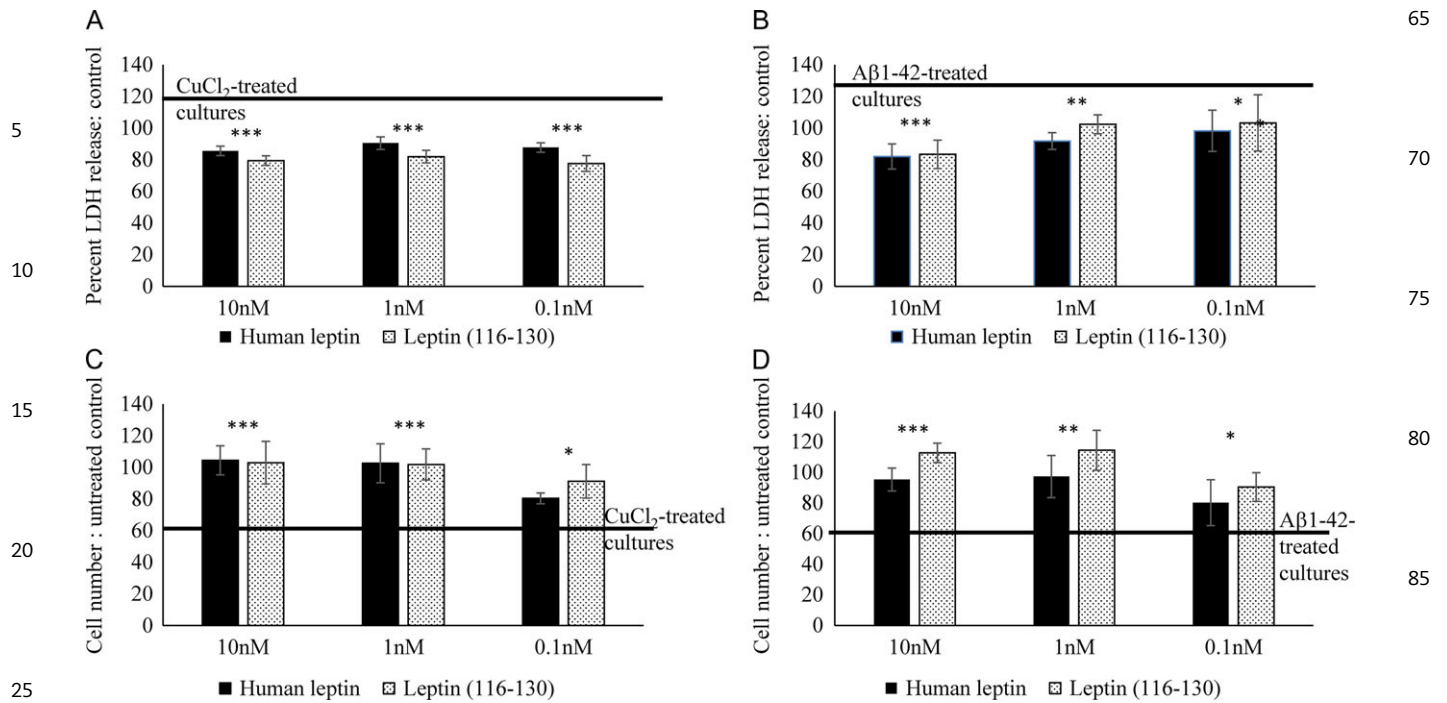 A
Percent LDH release: control
140
120
100
80
60
40
20
0
CuCl₂-treated
cultures
***
***
***
10nM 1nM 0.1nM
Human leptin Leptin (116-130)
B
Percent LDH release: control
140
120
100
80
60
40
20
0
Aβ1-42-treated
cultures
***
**
*
*
10nM 1nM 0.1nM
Human leptin Leptin (116-130)
C
Cell number : untreated control
140
120
100
80
60
40
20
0
***
***
*
CuCl₂-treated
cultures
10nM 1nM 0.1nM
Human leptin Leptin (116-130)
D
Cell number : untreated control
140
120
100
80
60
40
20
0
***
**
*
Aβ1-42-
treated
cultures
10nM 1nM 0.1nM
Human leptin Leptin (116-130)
5
10
15
20
25
65
70
75
80
85